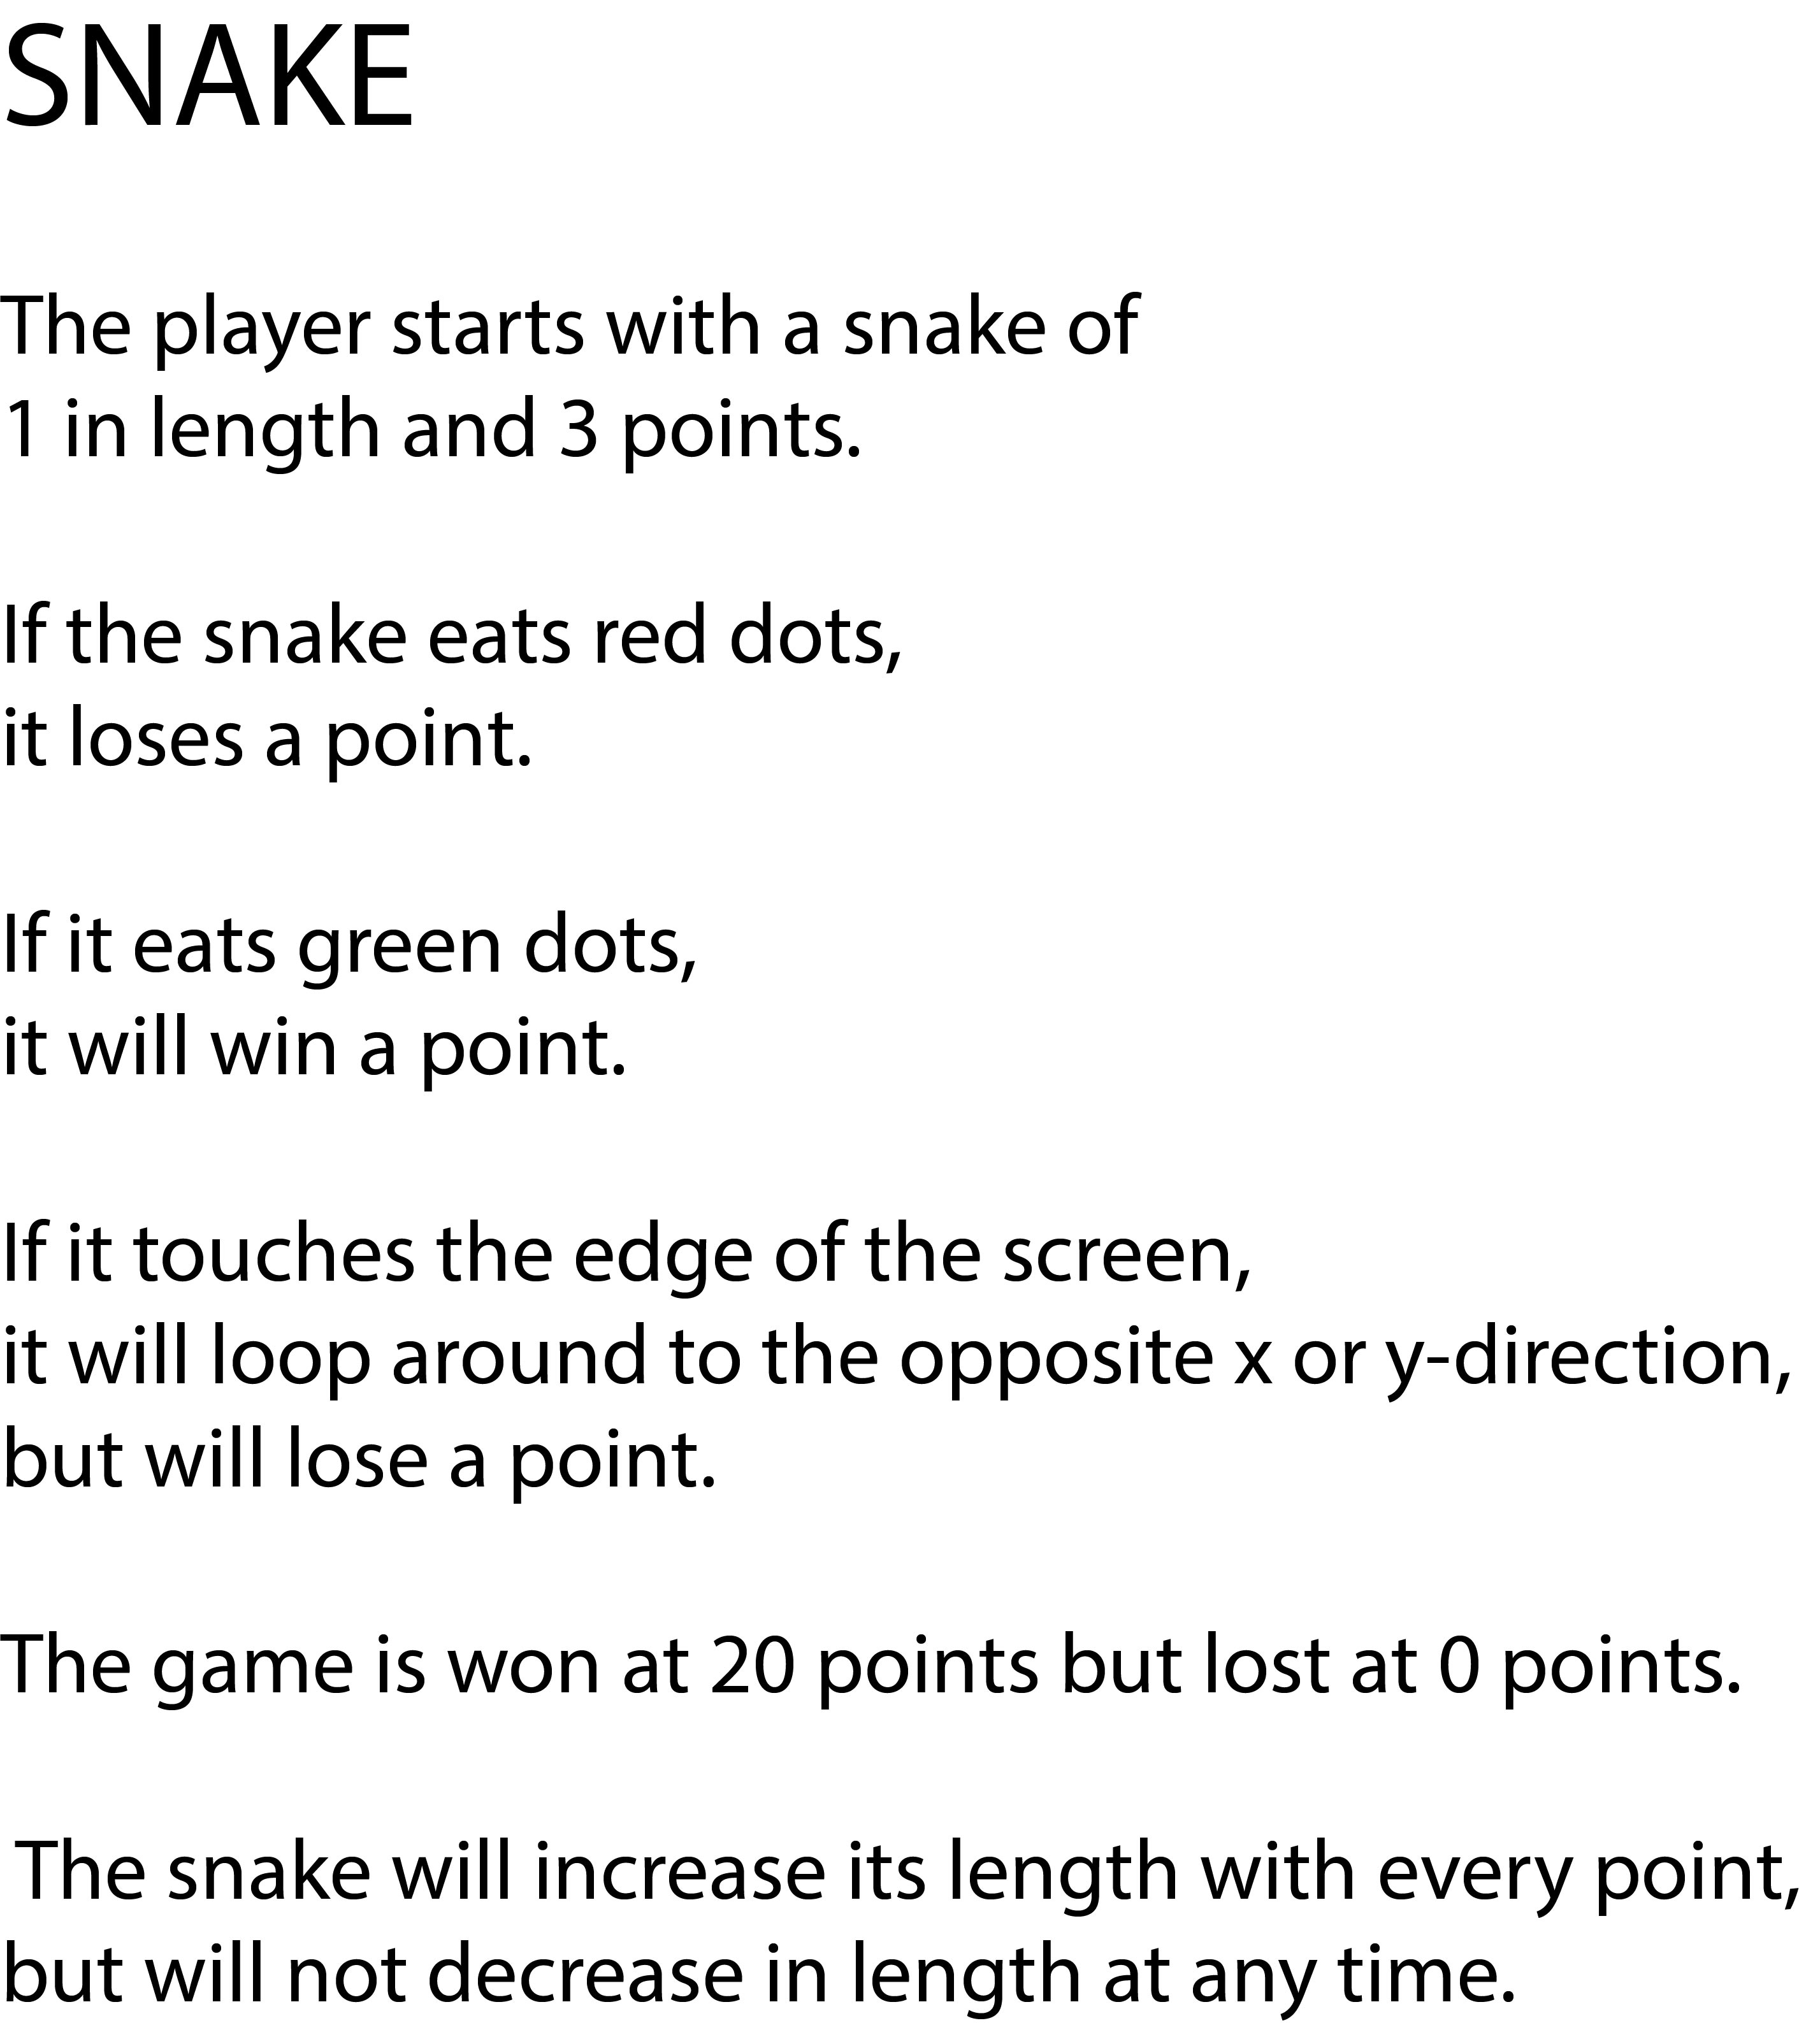 SNAKE
The player starts with a snake of
1 in length and 3 points.
If the snake eats red dots,
it loses a point.
If it eats green dots,
it will win a point.
If it touches the edge of the screen,
it will loop around to the opposite x or y-direction,
but will lose a point.
The game is won at 20 points but lost at 0 points.
The snake will increase its length with every point,
but will not decrease in length at any time.